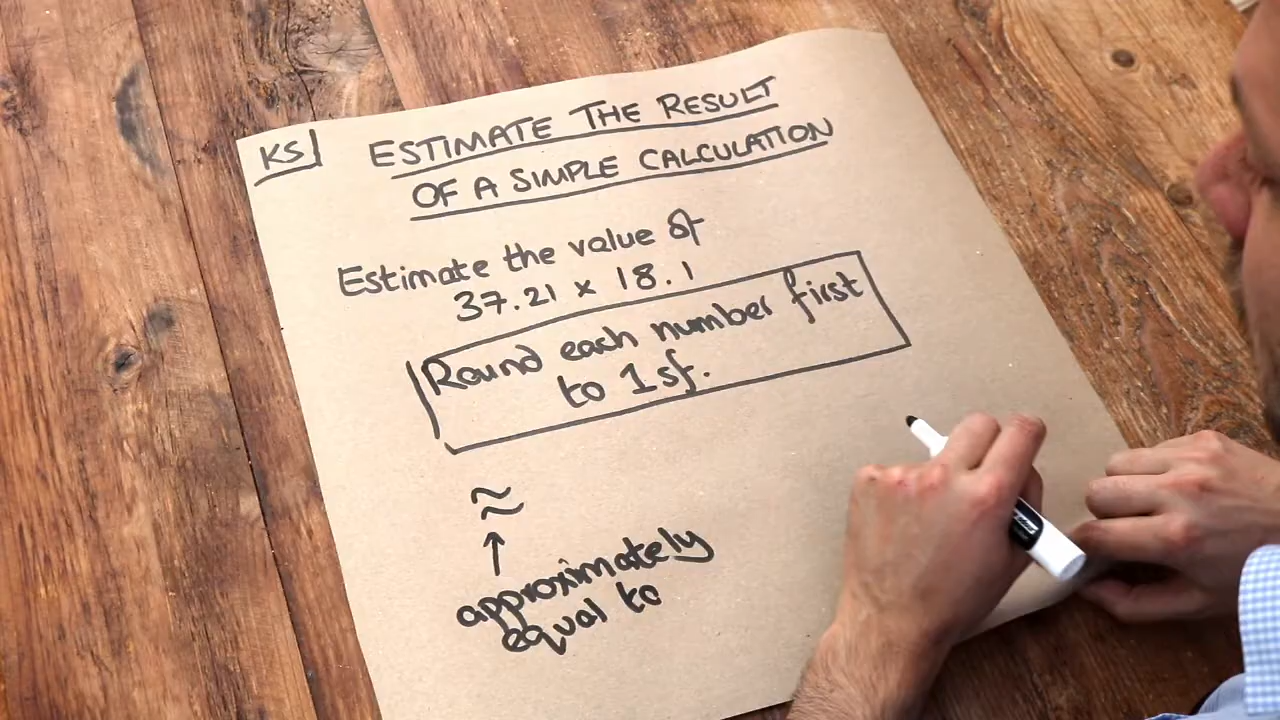 KS
ESTIMATE THE RESULT
OF A SIMPLE CALCULATION
Estimate the value of
37.21 x 18.1
Round each number first
to 1sf.
≈
↑
approximately
equal to